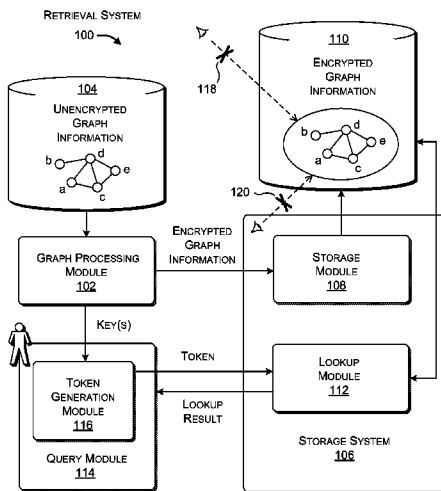 RETRIEVAL SYSTEM
100
104
UNENCRYPTED
GRAPH
INFORMATION
b
d
e
a
c
110
ENCRYPTED
GRAPH
INFORMATION
b
d
e
a
c
118
120
GRAPH PROCESSING
MODULE
102
ENCRYPTED
GRAPH
INFORMATION
STORAGE
MODULE
108
KEY(S)
TOKEN
GENERATION
MODULE
116
QUERY MODULE
114
TOKEN
LOOKUP
RESULT
LOOKUP
MODULE
112
STORAGE SYSTEM
106